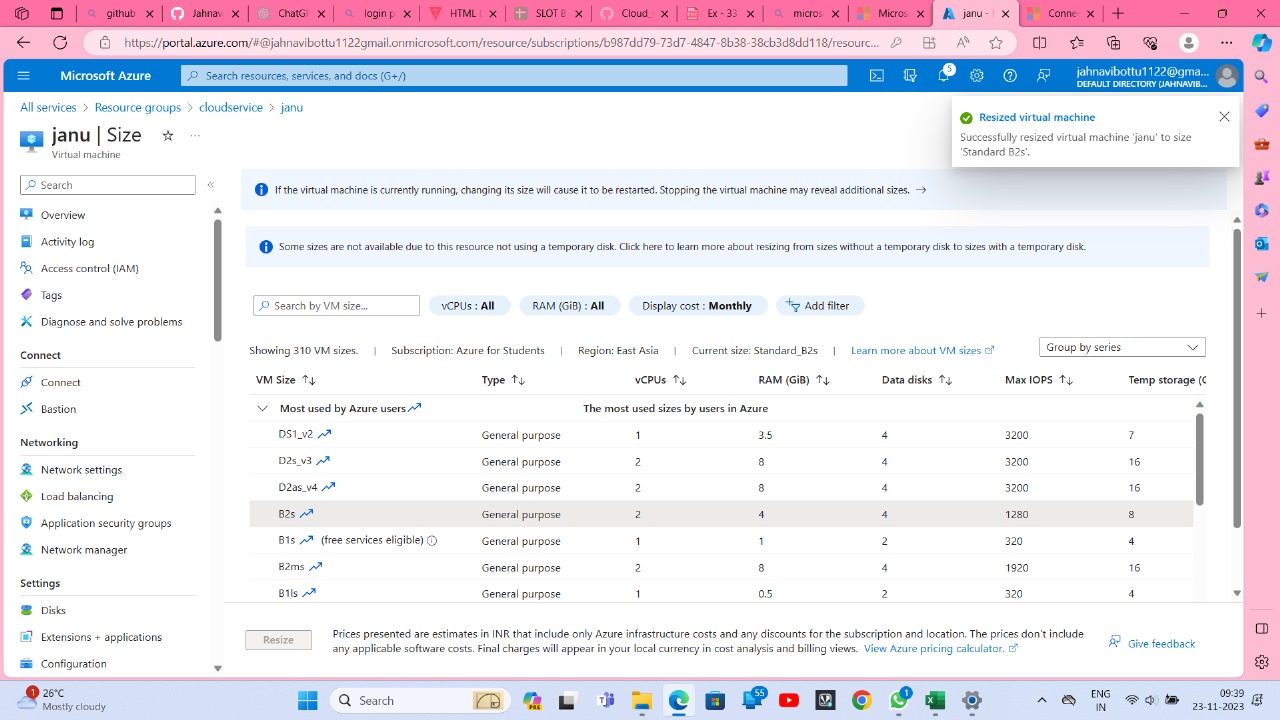 github
Jahnav
ChatGP
login p
HTML D
SLOT B
Cloud_
Ex - 33
micros
Micros
janu -
Connec
https://portal.azure.com/#@jahnavibottu1122gmail.onmicrosoft.com/resource/subscriptions/b987dd79-73d7-4847-8b38-38cb3d8dd118/resourc...
Microsoft Azure
Search resources, services, and docs (G+/)
5
jahnavibottu1122@gma...
DEFAULT DIRECTORY (JAHNAVIB...
All services > Resource groups > cloudservice > janu
janu | Size
Virtual machine
Resized virtual machine
Successfully resized virtual machine 'janu' to size
'Standard B2s'.
Search
Overview
Activity log
Access control (IAM)
Tags
Diagnose and solve problems
Connect
Connect
Bastion
Networking
Network settings
Load balancing
Application security groups
Network manager
Settings
Disks
Extensions + applications
Configuration
If the virtual machine is currently running, changing its size will cause it to be restarted. Stopping the virtual machine may reveal additional sizes. →
Some sizes are not available due to this resource not using a temporary disk. Click here to learn more about resizing from sizes without a temporary disk to sizes with a temporary disk.
Search by VM size...
vCPUs : All
RAM (GiB) : All
Display cost : Monthly
Add filter
Showing 310 VM sizes. | Subscription: Azure for Students | Region: East Asia | Current size: Standard_B2s | Learn more about VM sizes
Group by series
VM Size ↑↓ Type ↑↓ vCPUs ↑↓ RAM (GiB) ↑↓ Data disks ↑↓ Max IOPS ↑↓ Temp storage (G
Most used by Azure users The most used sizes by users in Azure
DS1_v2 General purpose 1 3.5 4 3200 7
D2s_v3 General purpose 2 8 4 3200 16
D2as_v4 General purpose 2 8 4 3200 16
B2s General purpose 2 4 4 1280 8
B1s (free services eligible) General purpose 1 1 2 320 4
B2ms General purpose 2 8 4 1920 16
B1ls General purpose 1 0.5 2 320 4
Resize
Prices presented are estimates in INR that include only Azure infrastructure costs and any discounts for the subscription and location. The prices don't include
any applicable software costs. Final charges will appear in your local currency in cost analysis and billing views. View Azure pricing calculator.
Give feedback
1
26°C
Mostly cloudy
Search
PRE
55
1
ENG
IN
09:39
23-11-2023